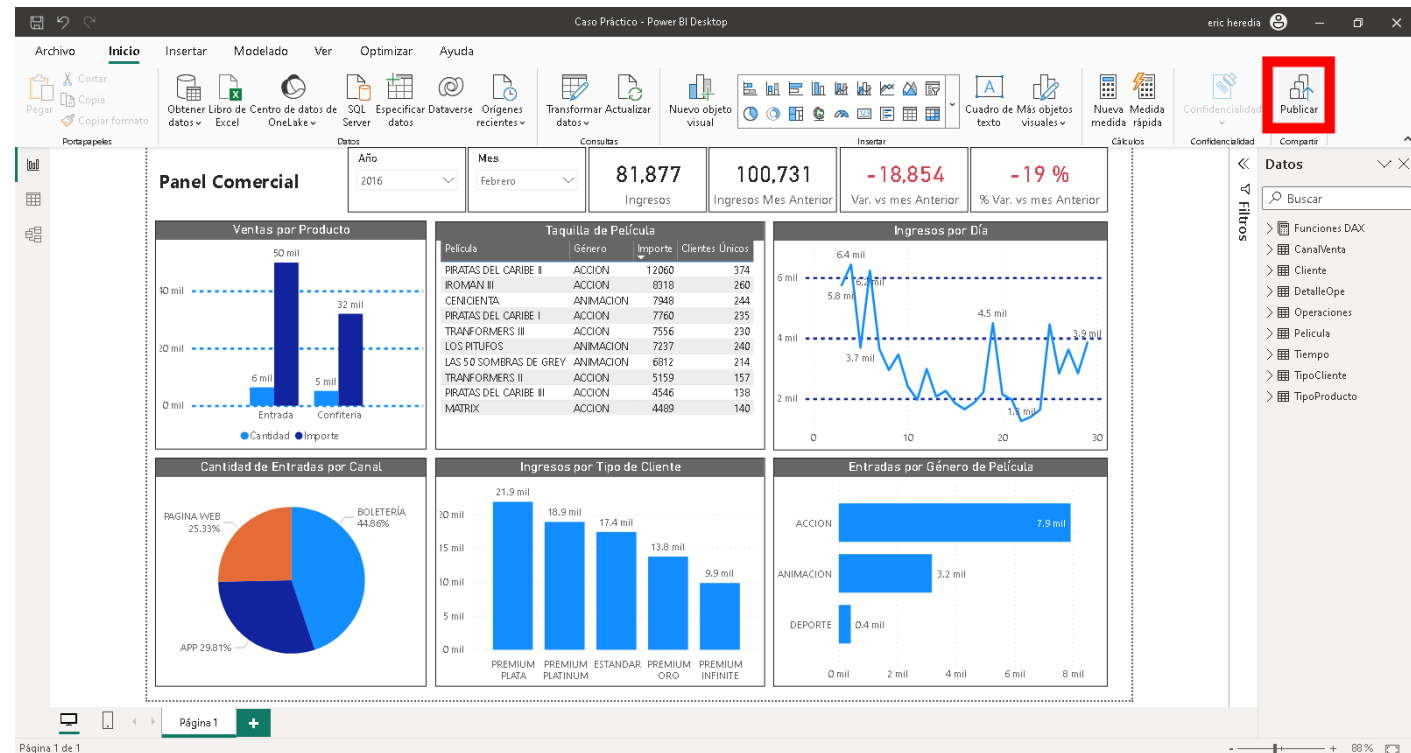 Caso Práctico - Power BI Desktop
eric heredia
Archivo Inicio Insertar Modelado Ver Optimizar Ayuda
Pegar
Cortar
Copia
Copiar formato
Portapapeles
Obtener datos
Libro de Excel
Centro de datos de OneLake
SQL Server
Especificar datos
Dataverse
Orígenes recientes
Datos
Transformar datos
Actualizar
Consultas
Nuevo objeto visual
Cuadro de texto
Más objetos visuales
Insertar
Nueva medida
Medida rápida
Cálculos
Confidencialidad
Confidencialidad
Publicar
Compartir
Panel Comercial
Año
2016
Mes
Febrero
81,877
Ingresos
100,731
Ingresos Mes Anterior
-18,854
Var. vs mes Anterior
-19 %
% Var. vs mes Anterior
Ventas por Producto
50 mil
40 mil
32 mil
20 mil
6 mil
5 mil
0 mil
Entrada Confiteria
Cantidad Importe
Taquilla de Película
Película Género Importe Clientes Únicos
PIRATAS DEL CARIBE II ACCION 12060 374
IROMAN III ACCION 8318 260
CENICIENTA ANIMACION 7948 244
PIRATAS DEL CARIBE I ACCION 7760 235
TRANFORMERS III ACCION 7556 230
LOS PITUFOS ANIMACION 7237 240
LAS 50 SOMBRAS DE GREY ANIMACION 6812 214
TRANFORMERS II ACCION 5159 157
PIRATAS DEL CARIBE III ACCION 4546 138
MATRIX ACCION 4489 140
Ingresos por Día
6.4 mil
6 mil
6.2 mil
5.8 mil
4.5 mil
4 mil
3.9 mil
3.7 mil
2 mil
1.3 mil
0 10 20 30
Cantidad de Entradas por Canal
PAGINA WEB
25.33%
BOLETERÍA
44.86%
APP 29.81%
Ingresos por Tipo de Cliente
21.9 mil
20 mil
18.9 mil
17.4 mil
15 mil
13.8 mil
10 mil
9.9 mil
5 mil
0 mil
PREMIUM PLATA
PREMIUM PLATINUM
ESTANDAR
PREMIUM ORO
PREMIUM INFINITE
Entradas por Género de Película
ACCION 7.9 mil
ANIMACION 3.2 mil
DEPORTE 0.4 mil
0 mil 2 mil 4 mil 6 mil 8 mil
Filtros
Datos
Buscar
Funciones DAX
CanalVenta
Cliente
DetalleOpe
Operaciones
Pelicula
Tiempo
TipoCliente
TipoProducto
Página 1
Página 1 de 1
88 %